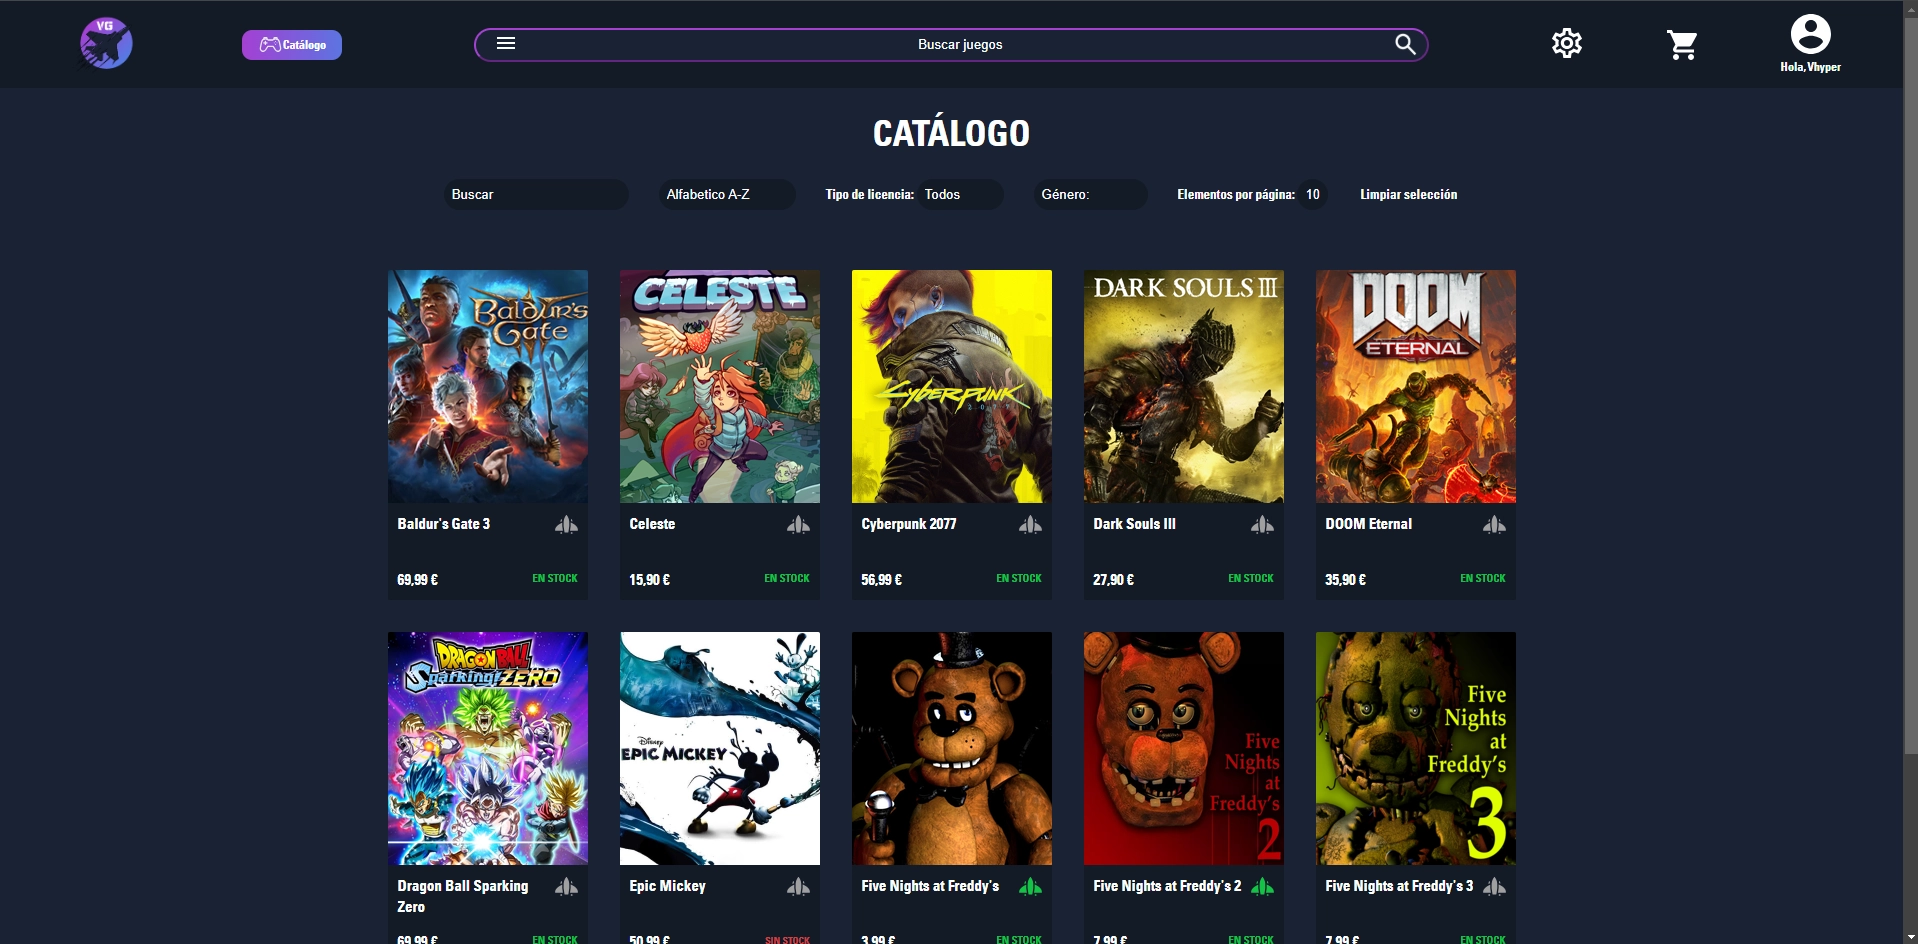 VG
Catálogo
Buscar juegos
Hola, Vhyper
CATÁLOGO
Buscar
Alfabetico A-Z
Tipo de licencia: Todos
Género:
Elementos por página: 10
Limpiar selección
Baldur's
Gate
CELESTE
Cyberpunk
2077
DARK SOULS III
DOOM
ETERNAL
Baldur's Gate 3
69,99 €
EN STOCK
Celeste
15,90 €
EN STOCK
Cyberpunk 2077
56,99 €
EN STOCK
Dark Souls III
27,90 €
EN STOCK
DOOM Eternal
35,90 €
EN STOCK
DRAGON BALL
Sparking! ZERO
Disney
EPIC MICKEY
Five
Nights
at
Freddy's
2
Five
Nights
at
Freddy's
3
Dragon Ball Sparking
Zero
69,99 €
EN STOCK
Epic Mickey
50,99 €
SIN STOCK
Five Nights at Freddy's
3,99 €
EN STOCK
Five Nights at Freddy's 2
7,99 €
EN STOCK
Five Nights at Freddy's 3
7,99 €
EN STOCK